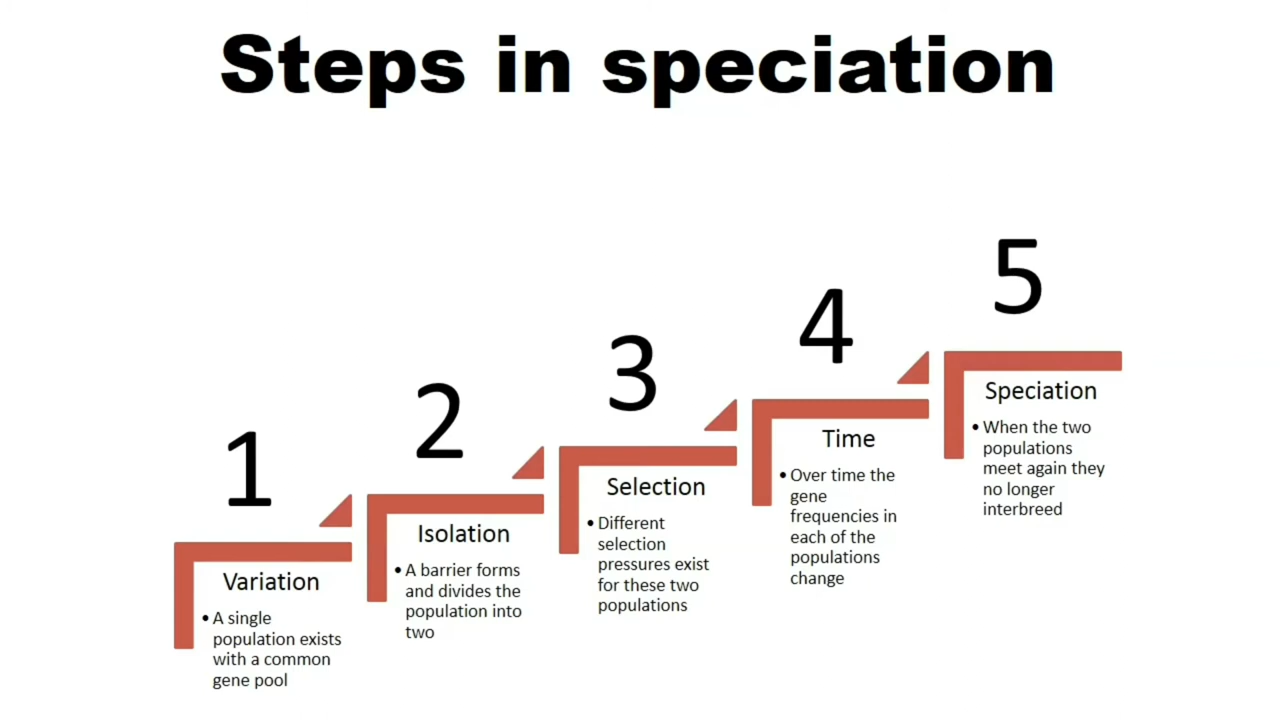 Steps in speciation
1
Variation
• A single
population exists
with a common
gene pool
2
Isolation
• A barrier forms
and divides the
population into
two
3
Selection
• Different
selection
pressures exist
for these two
populations
4
Time
• Over time the
gene
frequencies in
each of the
populations
change
5
Speciation
• When the two
populations
meet again they
no longer
interbreed